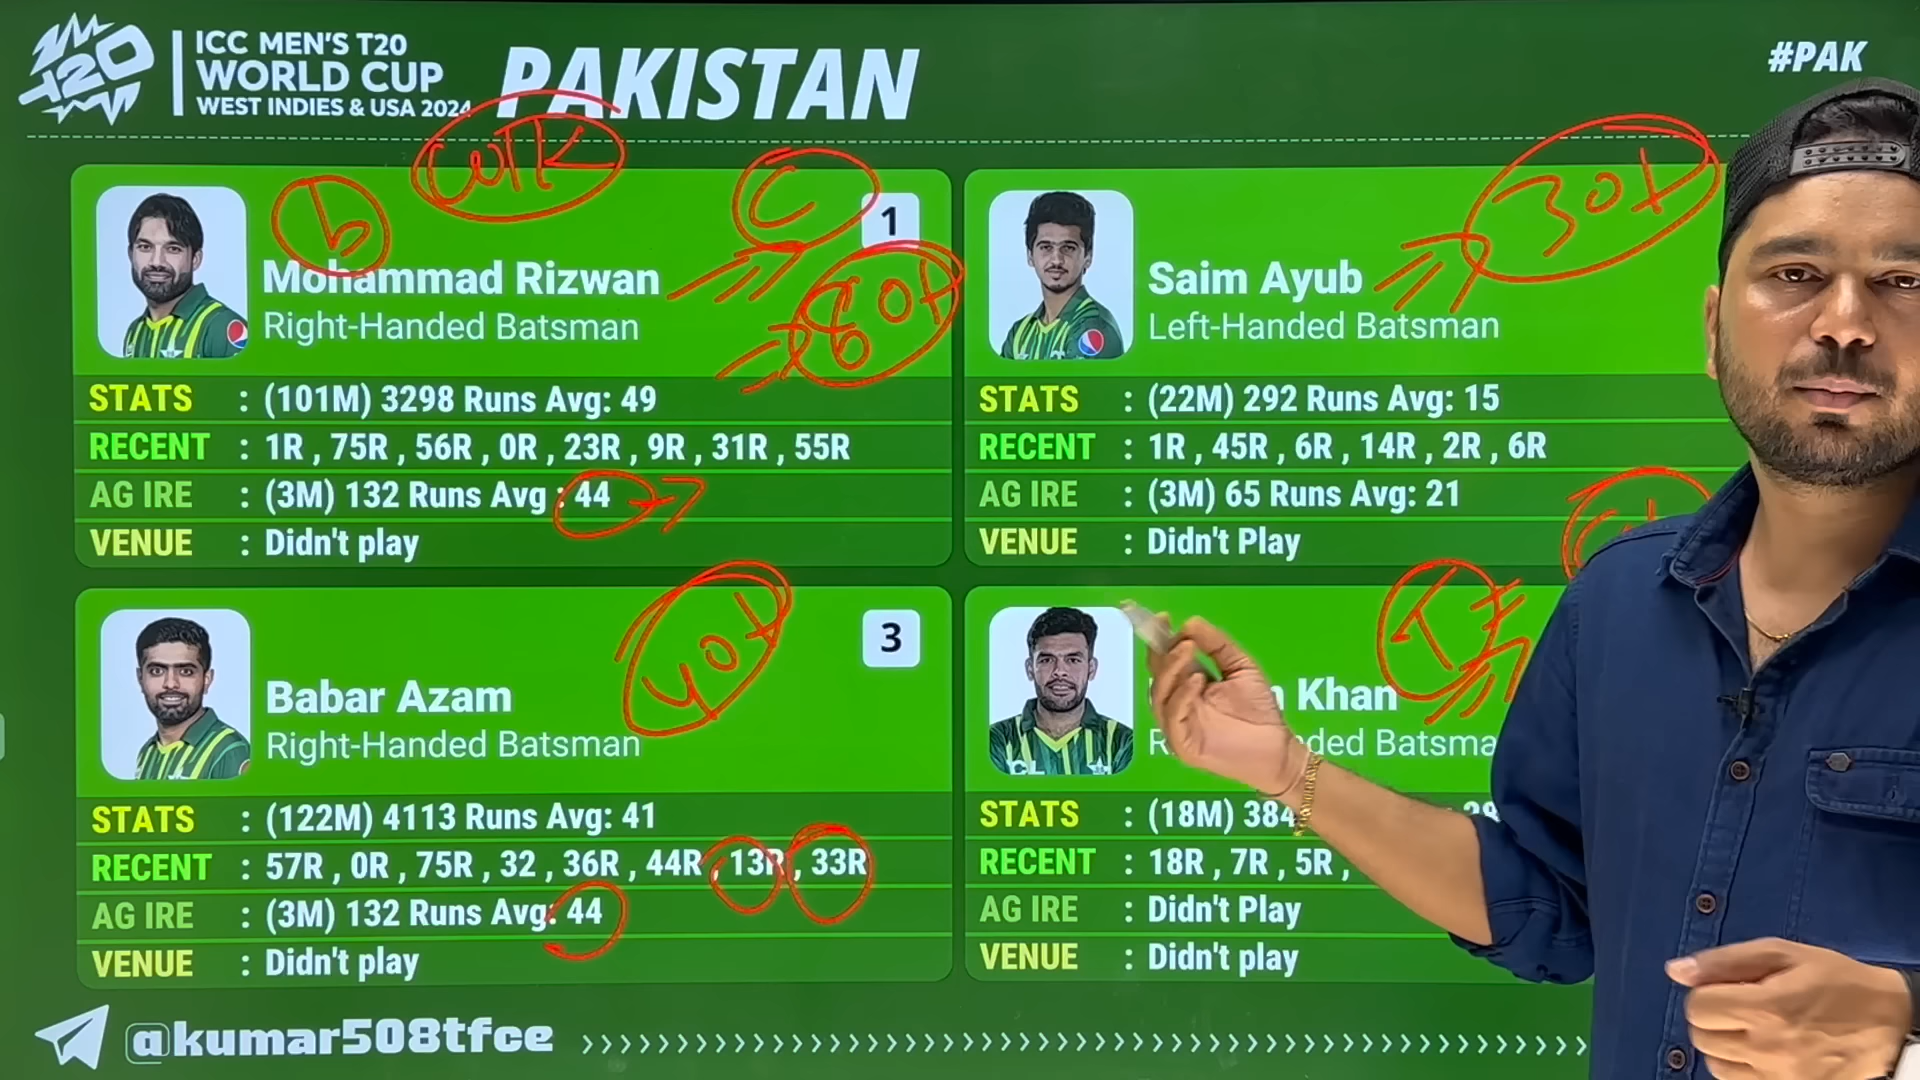 ICC MEN'S T20
WORLD CUP
WEST INDIES & USA 2024
PAKISTAN
#PAK
b
WTK
C
1
60+
Mohammad Rizwan
Right-Handed Batsman
STATS : (101M) 3298 Runs Avg: 49
RECENT : 1R , 75R , 56R , 0R , 23R , 9R , 31R , 55R
AG IRE : (3M) 132 Runs Avg : 44
VENUE : Didn't play
30+
Saim Ayub
Left-Handed Batsman
STATS : (22M) 292 Runs Avg: 15
RECENT : 1R , 45R , 6R , 14R , 2R , 6R
AG IRE : (3M) 65 Runs Avg: 21
VENUE : Didn't Play
40+
3
Babar Azam
Right-Handed Batsman
STATS : (122M) 4113 Runs Avg: 41
RECENT : 57R , 0R , 75R , 32 , 36R , 44R , 13R , 33R
AG IRE : (3M) 132 Runs Avg: 44
VENUE : Didn't play
Khan
STATS : (18M)
RECENT : 18R , 7R , 5R ,
AG IRE : Didn't Play
VENUE : Didn't play
@kumar508tfce